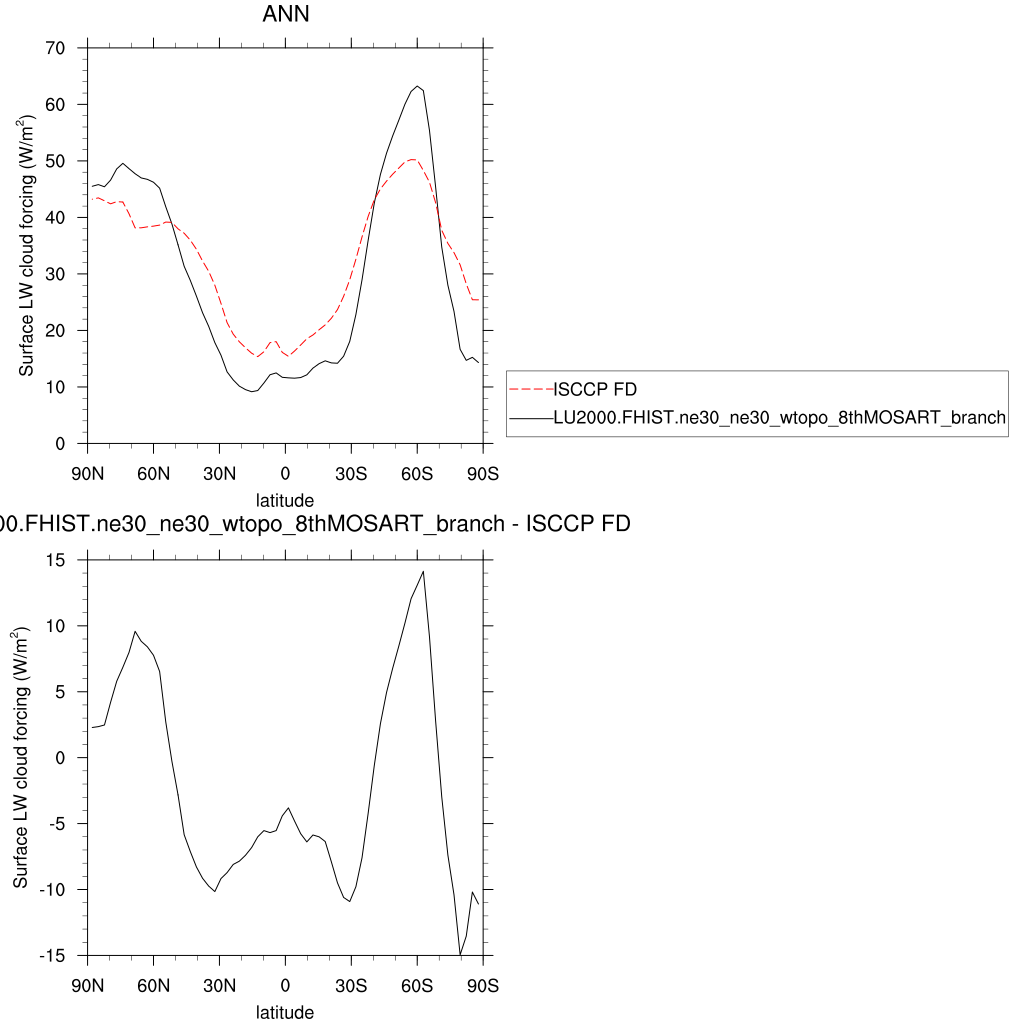 ANN
Surface LW cloud forcing (W/m²)
70
60
50
40
30
20
10
0
90N 60N 30N 0 30S 60S 90S
latitude
ISCCP FD
LU2000.FHIST.ne30_ne30_wtopo_8thMOSART_branch
00.FHIST.ne30_ne30_wtopo_8thMOSART_branch - ISCCP FD
Surface LW cloud forcing (W/m²)
15
10
5
0
-5
-10
-15
90N 60N 30N 0 30S 60S 90S
latitude